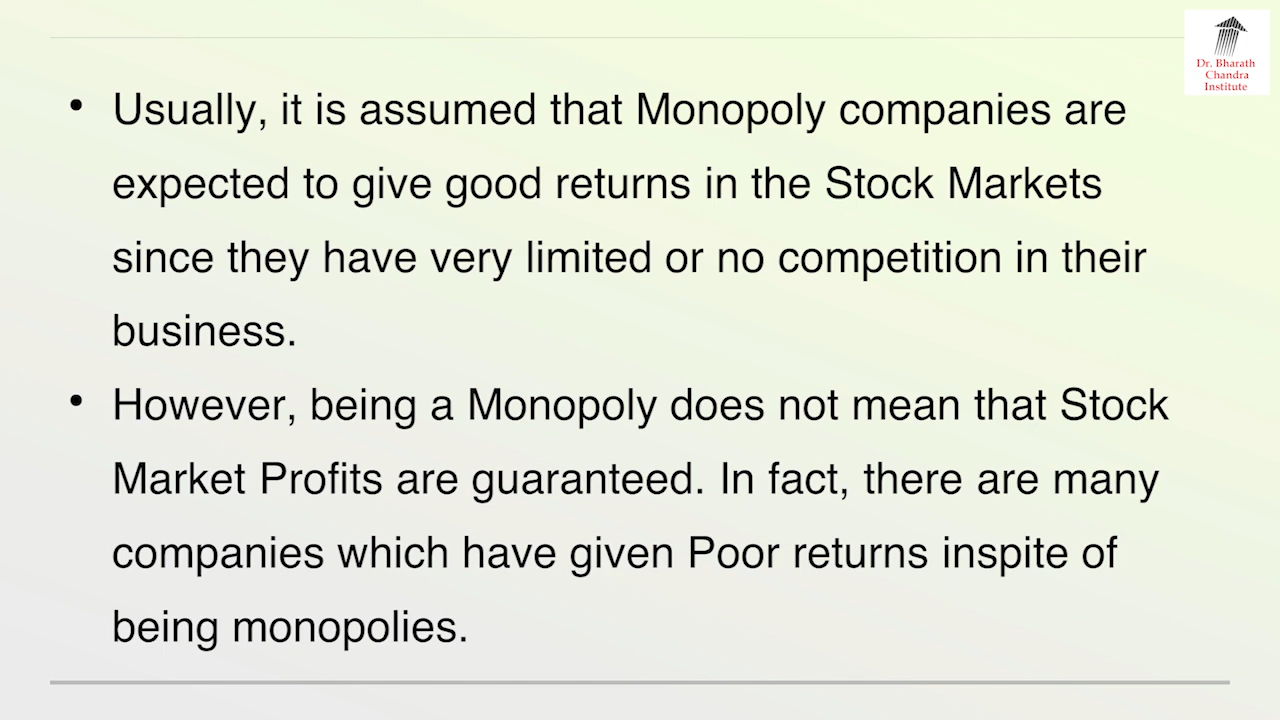 Dr. Bharath
Chandra
Institute
• Usually, it is assumed that Monopoly companies are
expected to give good returns in the Stock Markets
since they have very limited or no competition in their
business.
• However, being a Monopoly does not mean that Stock
Market Profits are guaranteed. In fact, there are many
companies which have given Poor returns inspite of
being monopolies.